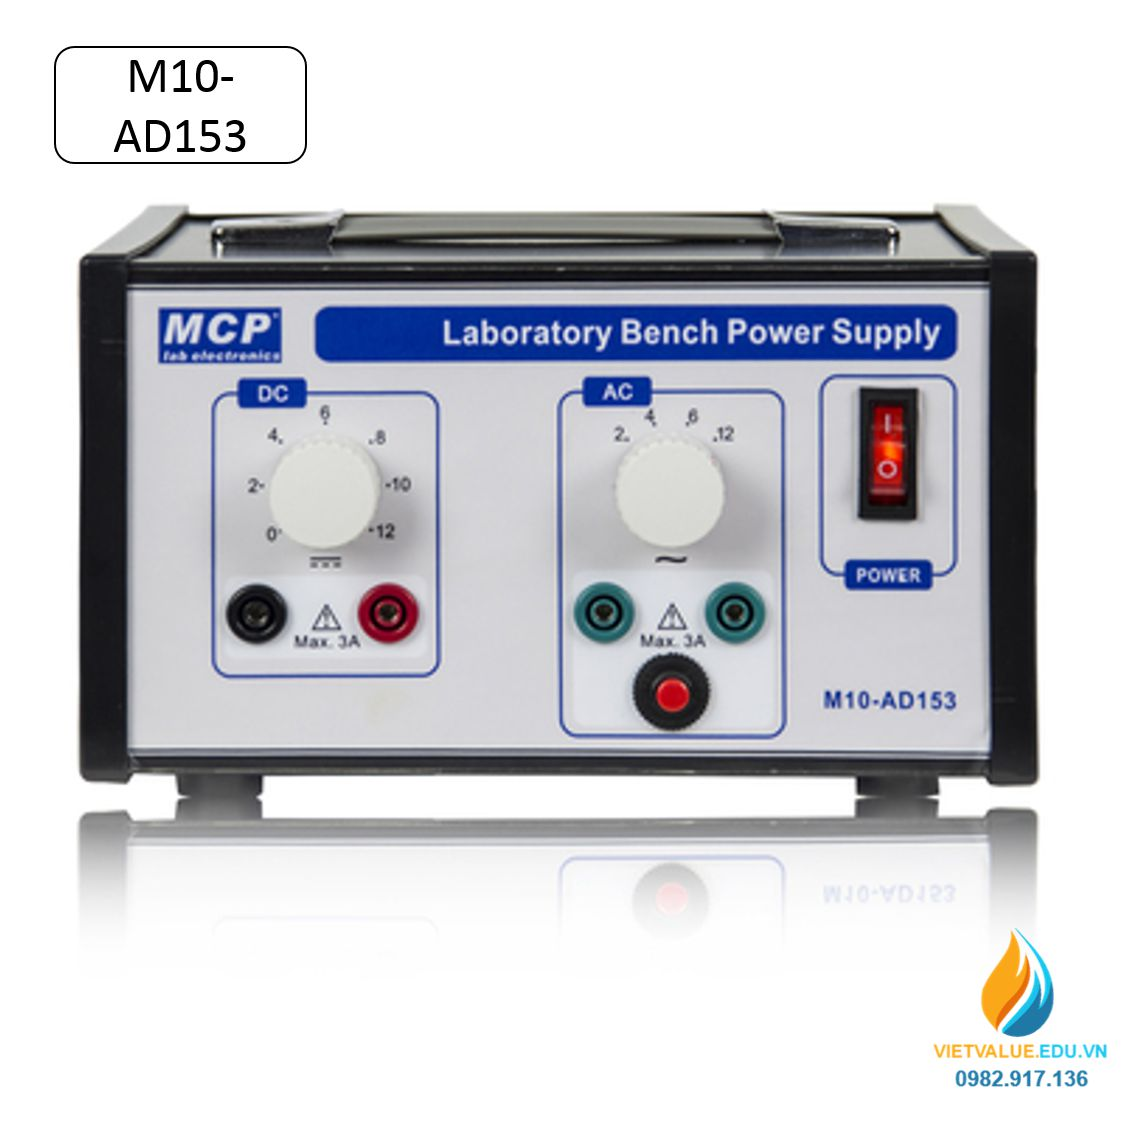 M10-
AD153
MCP
lab electronics
Laboratory Bench Power Supply
DC
0 2 4 6 8 10 12
Max. 3A
AC
2 4 6 12
~
Max. 3A
I
O
POWER
M10-AD153
VIETVALUE.EDU.VN
0982.917.136